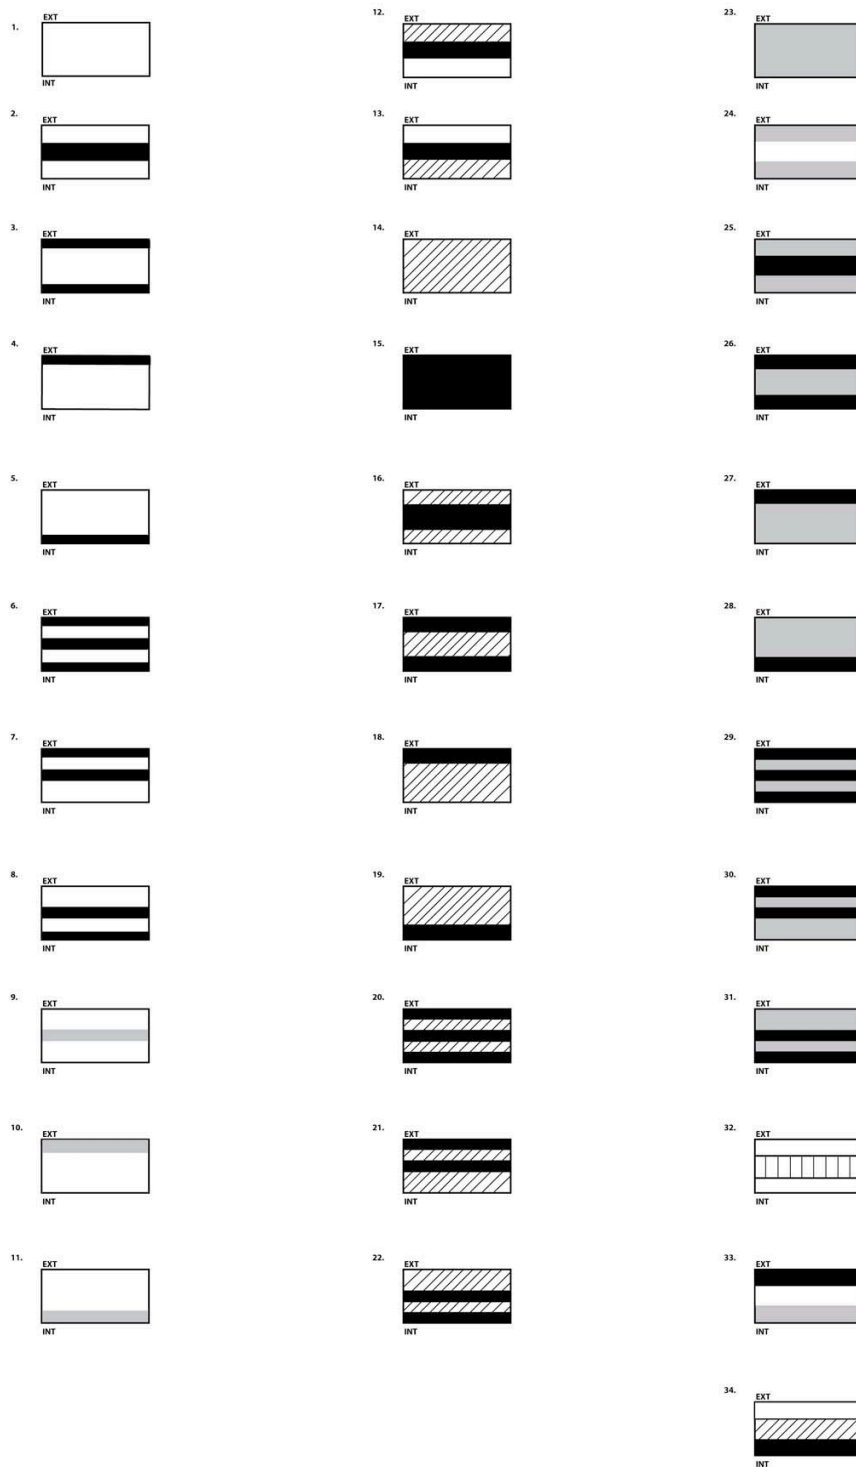 1.
EXT
INT
2.
EXT
INT
3.
EXT
INT
4.
EXT
INT
5.
EXT
INT
6.
EXT
INT
7.
EXT
INT
8.
EXT
INT
9.
EXT
INT
10.
EXT
INT
11.
EXT
INT
12.
EXT
INT
13.
EXT
INT
14.
EXT
INT
15.
EXT
INT
16.
EXT
INT
17.
EXT
INT
18.
EXT
INT
19.
EXT
INT
20.
EXT
INT
21.
EXT
INT
22.
EXT
INT
23.
EXT
INT
24.
EXT
INT
25.
EXT
INT
26.
EXT
INT
27.
EXT
INT
28.
EXT
INT
29.
EXT
INT
30.
EXT
INT
31.
EXT
INT
32.
EXT
INT
33.
EXT
INT
34.
EXT
INT